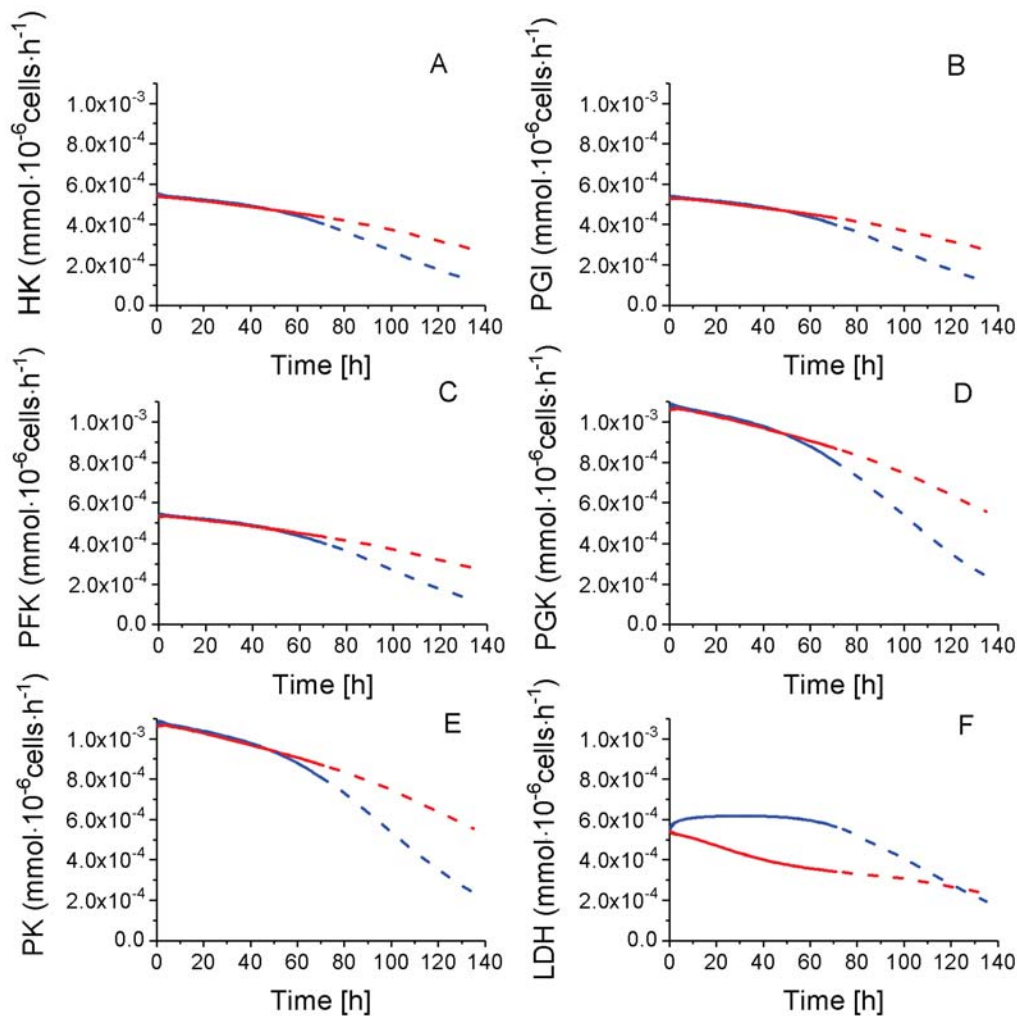 A
HK (mmol·10⁻⁶cells·h⁻¹)
1.0x10⁻³
8.0x10⁻⁴
6.0x10⁻⁴
4.0x10⁻⁴
2.0x10⁻⁴
0.0
0 20 40 60 80 100 120 140
Time [h]
B
PGI (mmol·10⁻⁶cells·h⁻¹)
1.0x10⁻³
8.0x10⁻⁴
6.0x10⁻⁴
4.0x10⁻⁴
2.0x10⁻⁴
0.0
0 20 40 60 80 100 120 140
Time [h]
C
PFK (mmol·10⁻⁶cells·h⁻¹)
1.0x10⁻³
8.0x10⁻⁴
6.0x10⁻⁴
4.0x10⁻⁴
2.0x10⁻⁴
0.0
0 20 40 60 80 100 120 140
Time [h]
D
PGK (mmol·10⁻⁶cells·h⁻¹)
1.0x10⁻³
8.0x10⁻⁴
6.0x10⁻⁴
4.0x10⁻⁴
2.0x10⁻⁴
0.0
0 20 40 60 80 100 120 140
Time [h]
E
PK (mmol·10⁻⁶cells·h⁻¹)
1.0x10⁻³
8.0x10⁻⁴
6.0x10⁻⁴
4.0x10⁻⁴
2.0x10⁻⁴
0.0
0 20 40 60 80 100 120 140
Time [h]
F
LDH (mmol·10⁻⁶cells·h⁻¹)
1.0x10⁻³
8.0x10⁻⁴
6.0x10⁻⁴
4.0x10⁻⁴
2.0x10⁻⁴
0.0
0 20 40 60 80 100 120 140
Time [h]